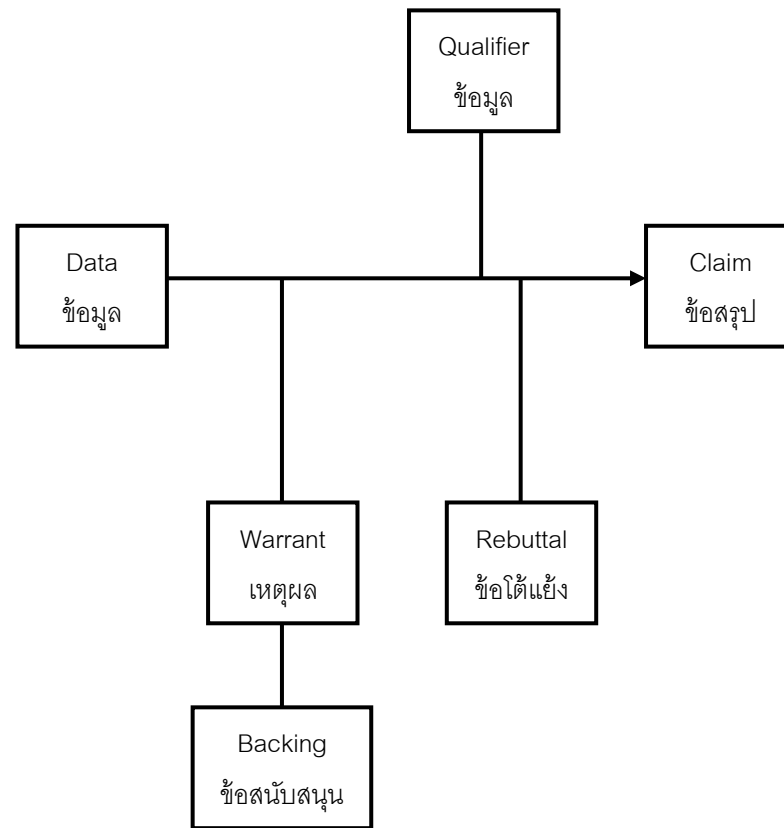 Qualifier
ข้อมูล
Data
ข้อมูล
Claim
ข้อสรุป
Warrant
เหตุผล
Rebuttal
ข้อโต้แย้ง
Backing
ข้อสนับสนุน